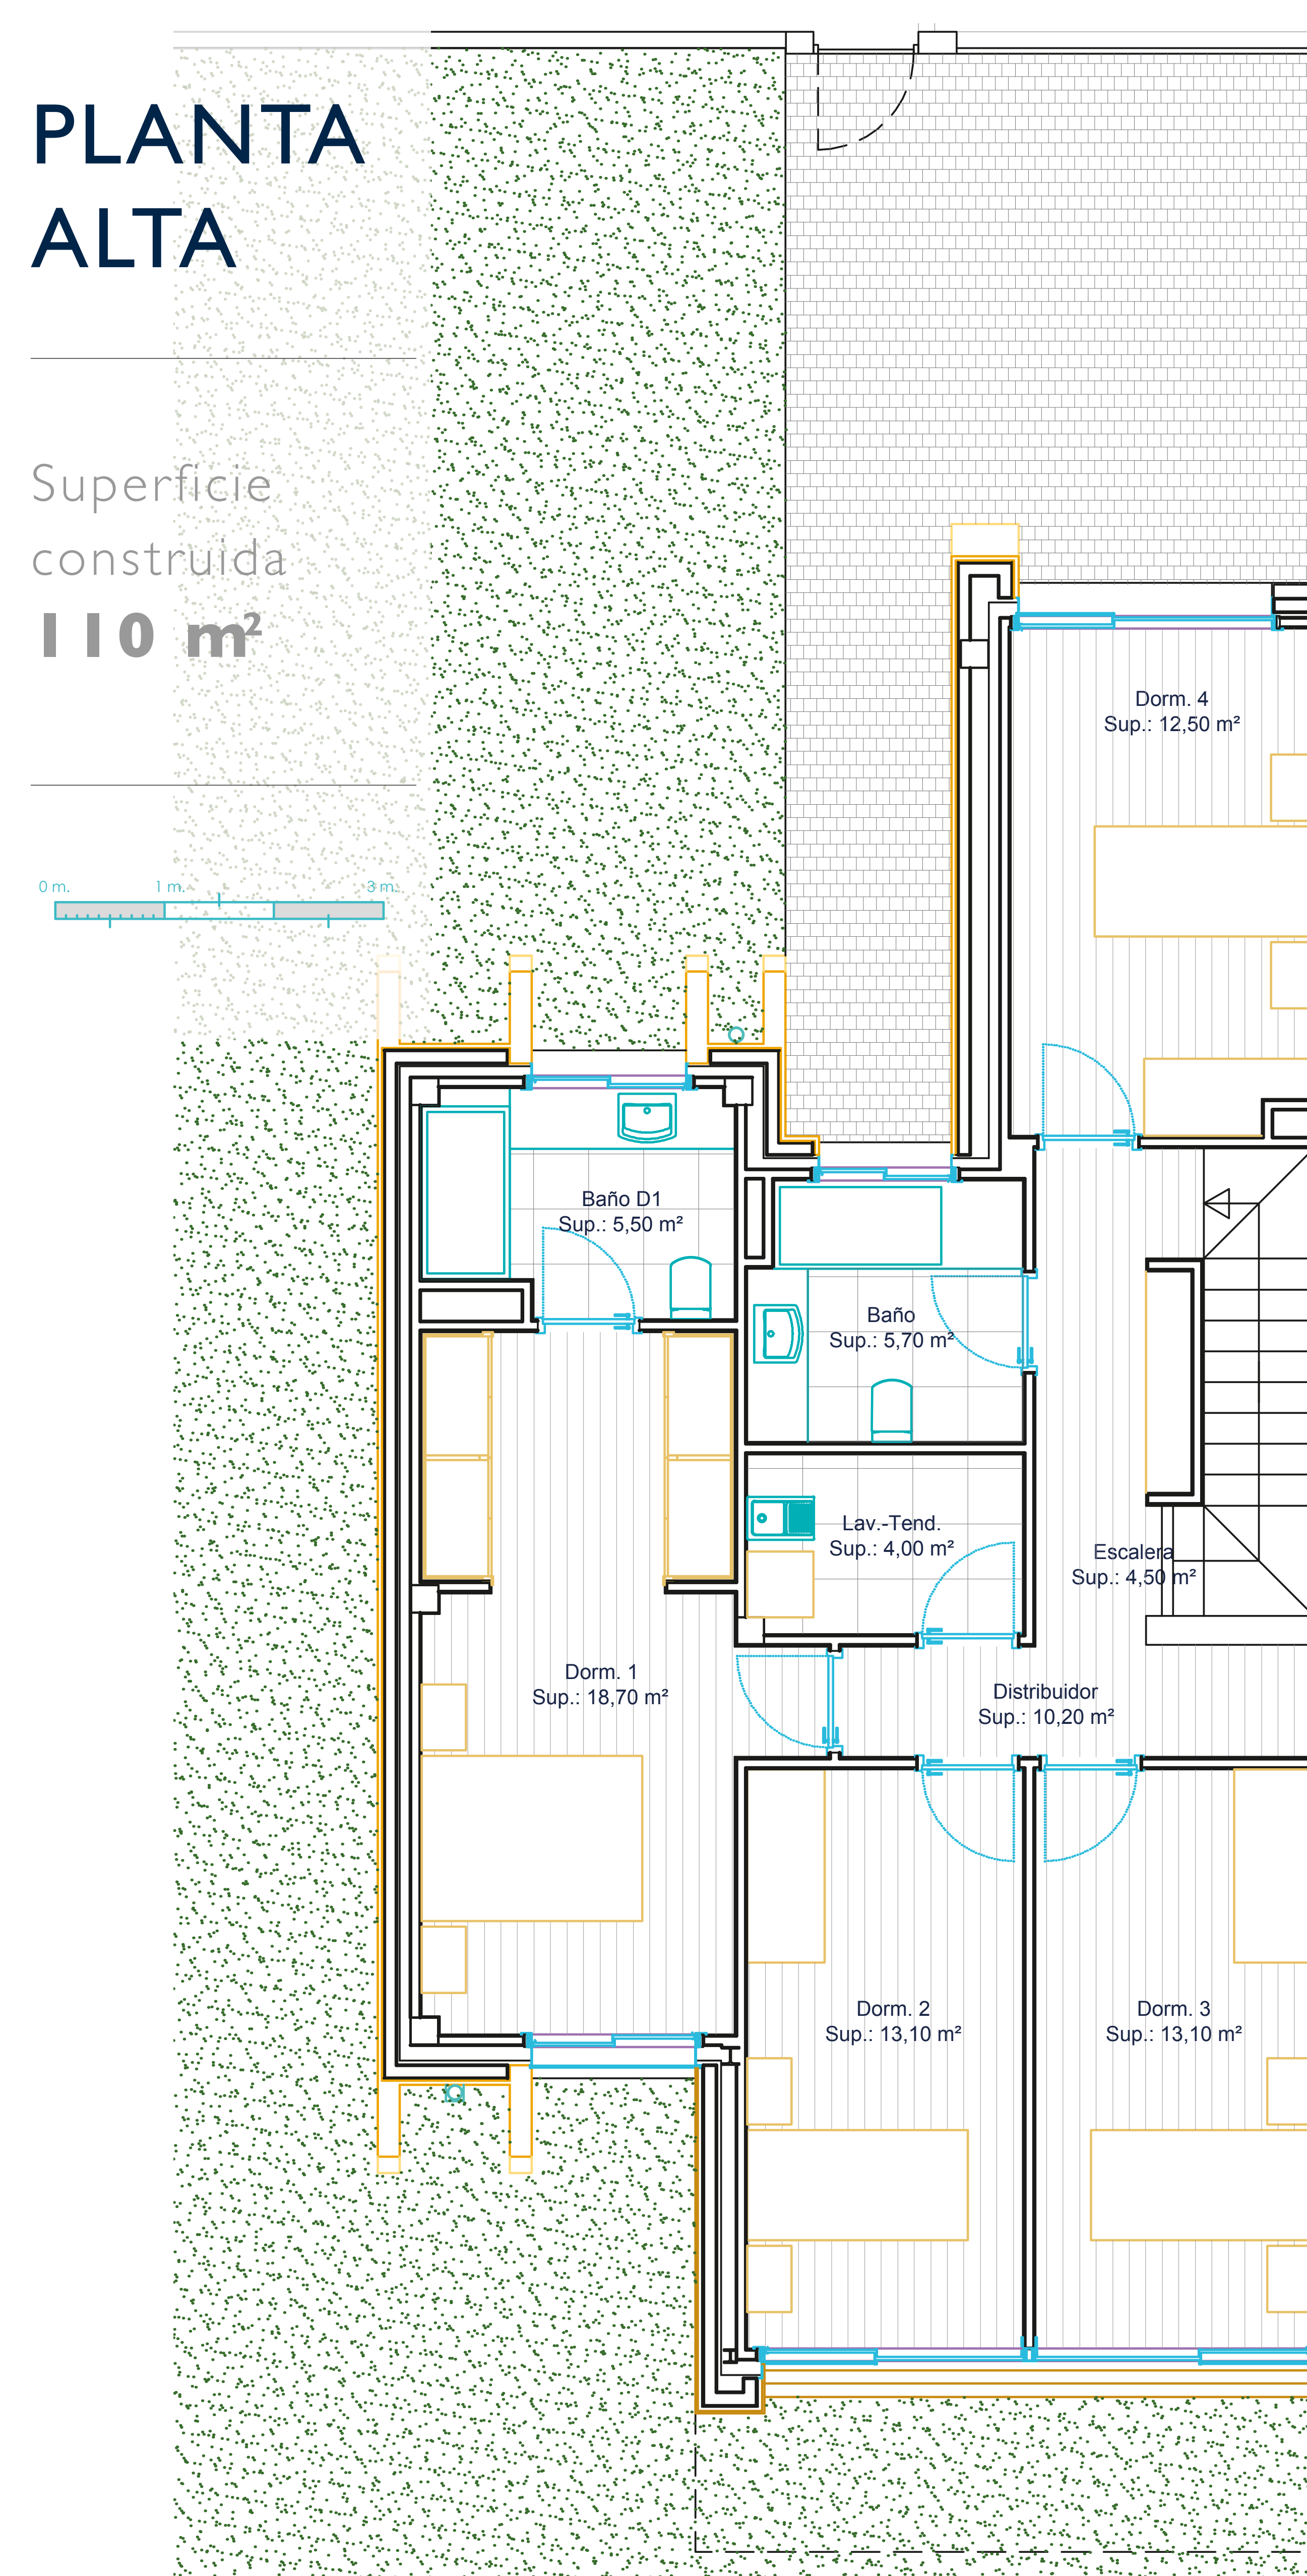 PLANTA
ALTA
Superficie
construida
110 m²
0 m. 1 m. 3 m.
Dorm. 4
Sup.: 12,50 m²
Baño D1
Sup.: 5,50 m²
Baño
Sup.: 5,70 m²
Lav.-Tend.
Sup.: 4,00 m²
Escalera
Sup.: 4,50 m²
Dorm. 1
Sup.: 18,70 m²
Distribuidor
Sup.: 10,20 m²
Dorm. 2
Sup.: 13,10 m²
Dorm. 3
Sup.: 13,10 m²